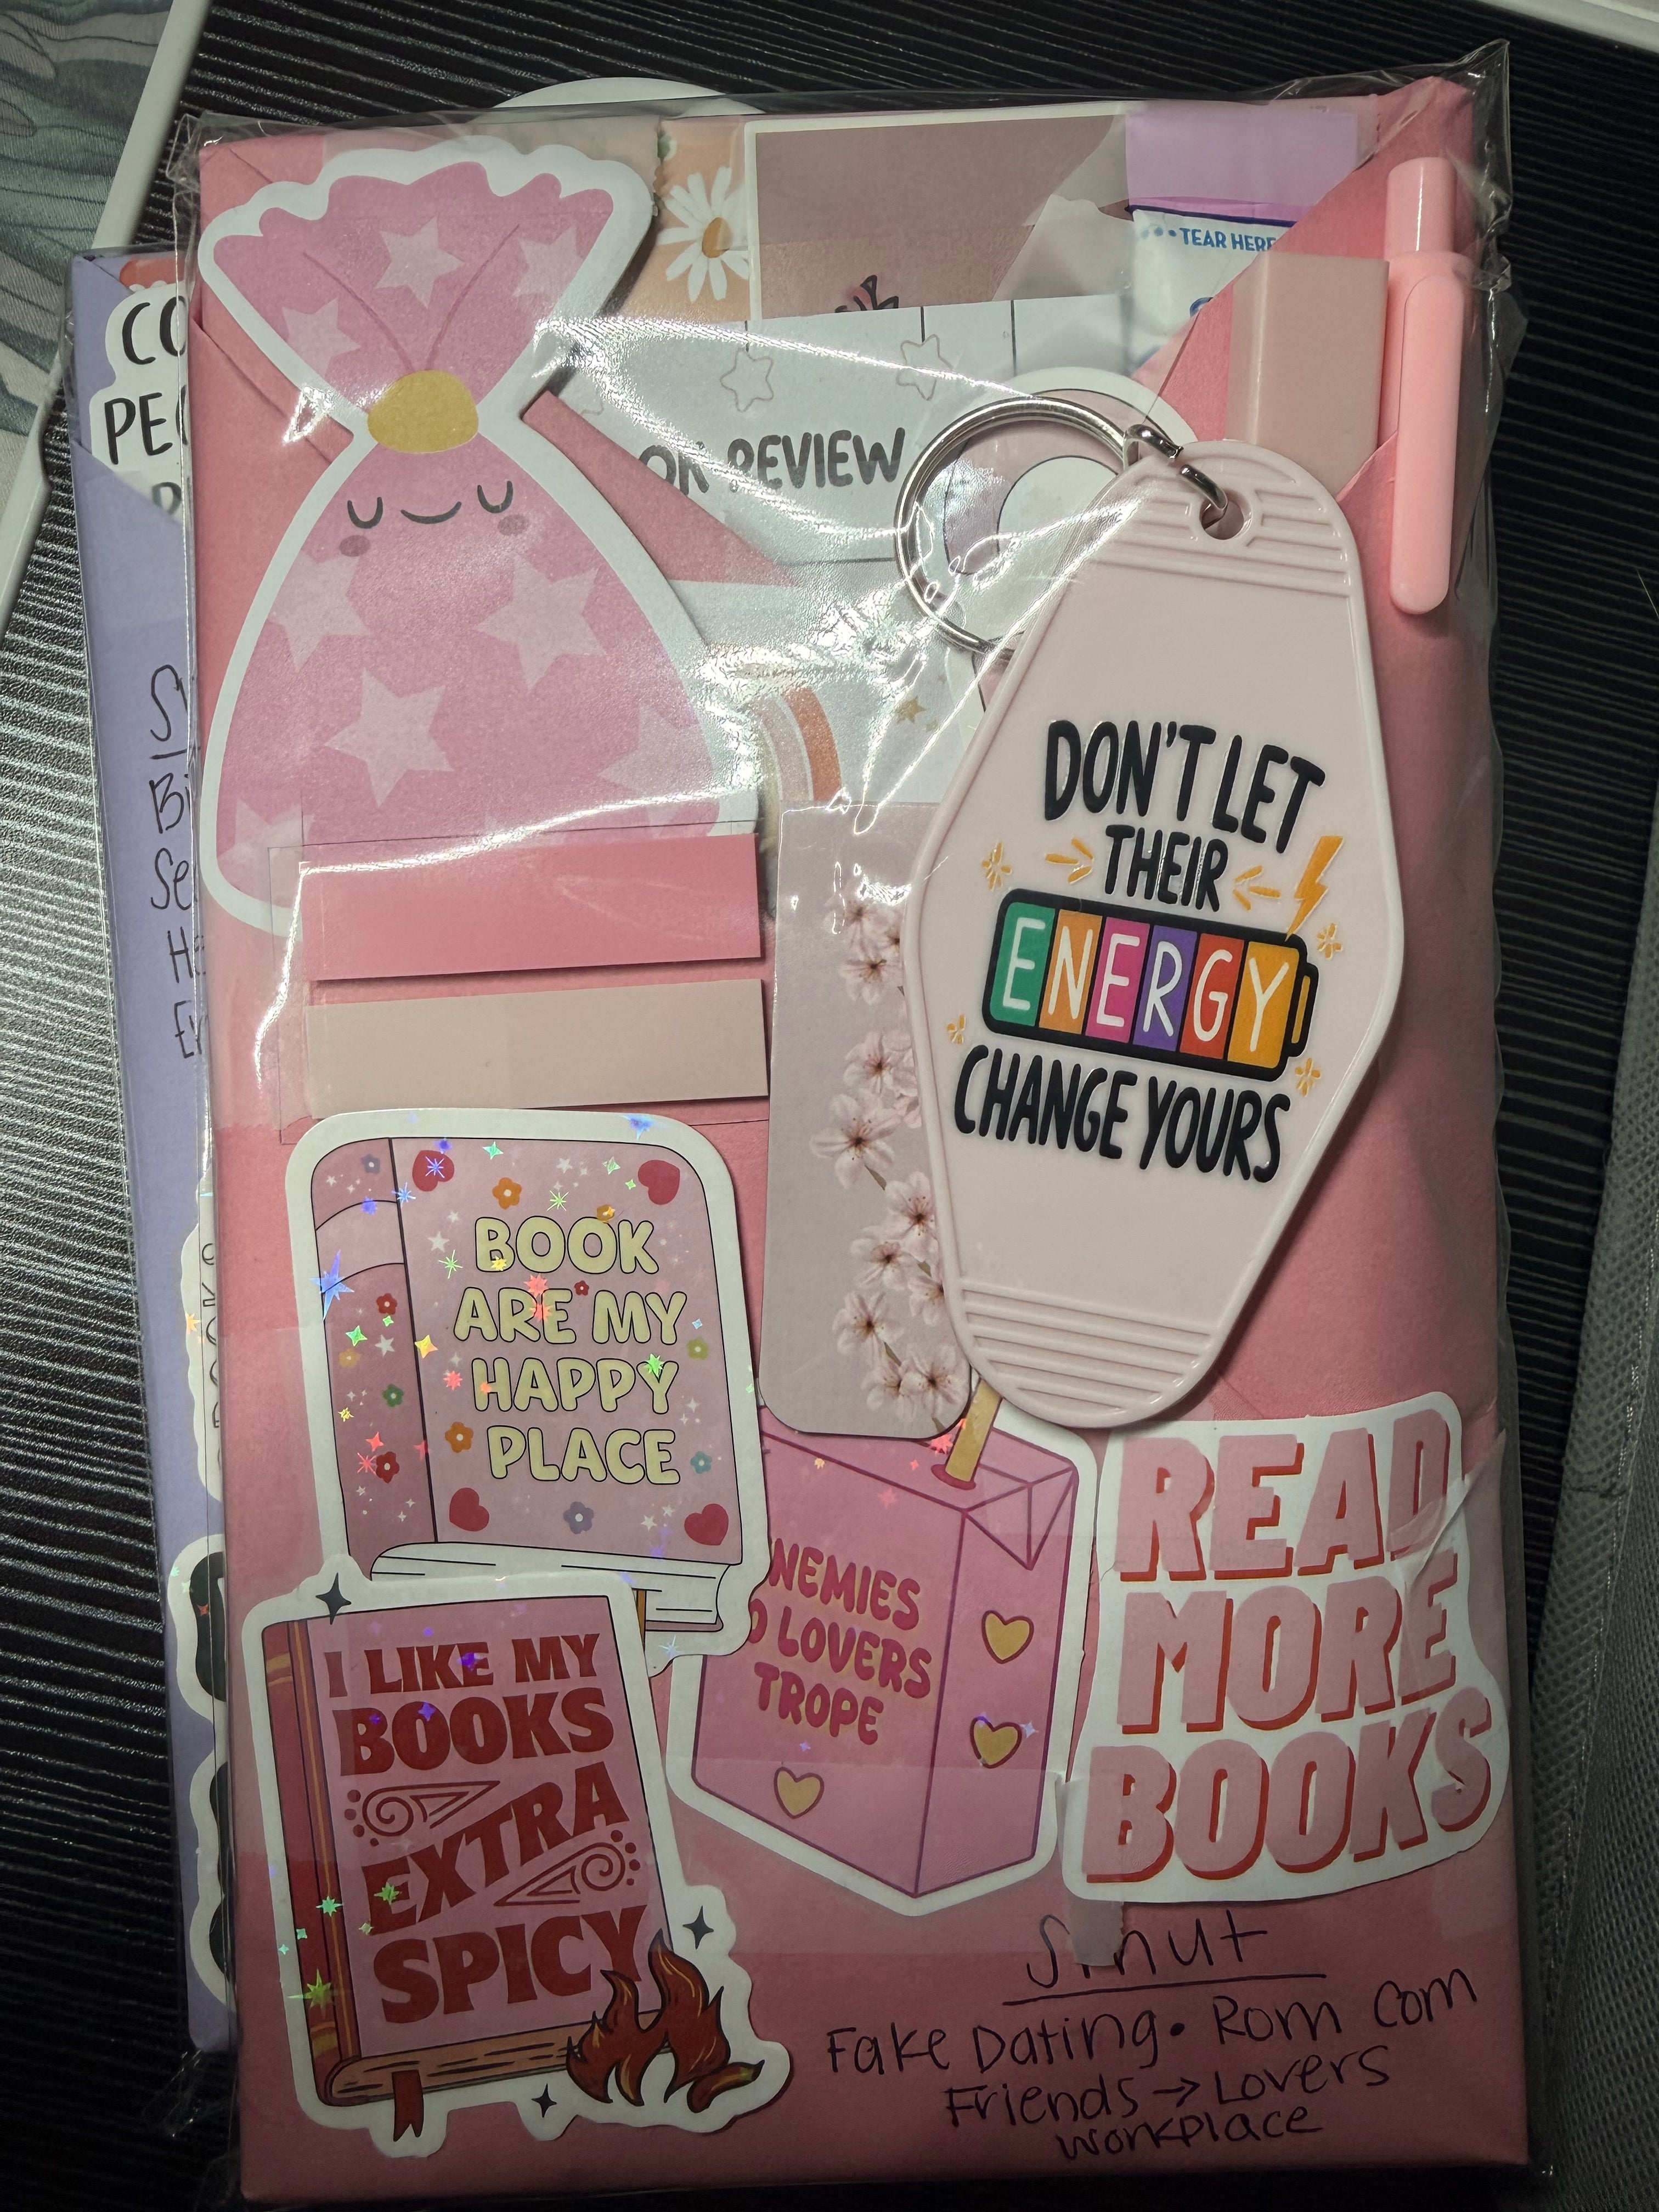 TEAR HERE
REVIEW
DON'T LET
THEIR
ENERGY
CHANGE YOURS
BOOK
ARE MY
HAPPY
PLACE
NEMIES
O LOVERS
TROPE
READ
MORE
BOOKS
I LIKE MY
BOOKS
EXTRA
SPICY
Smut
Fake Dating • Rom Com
Friends → Lovers
workplace